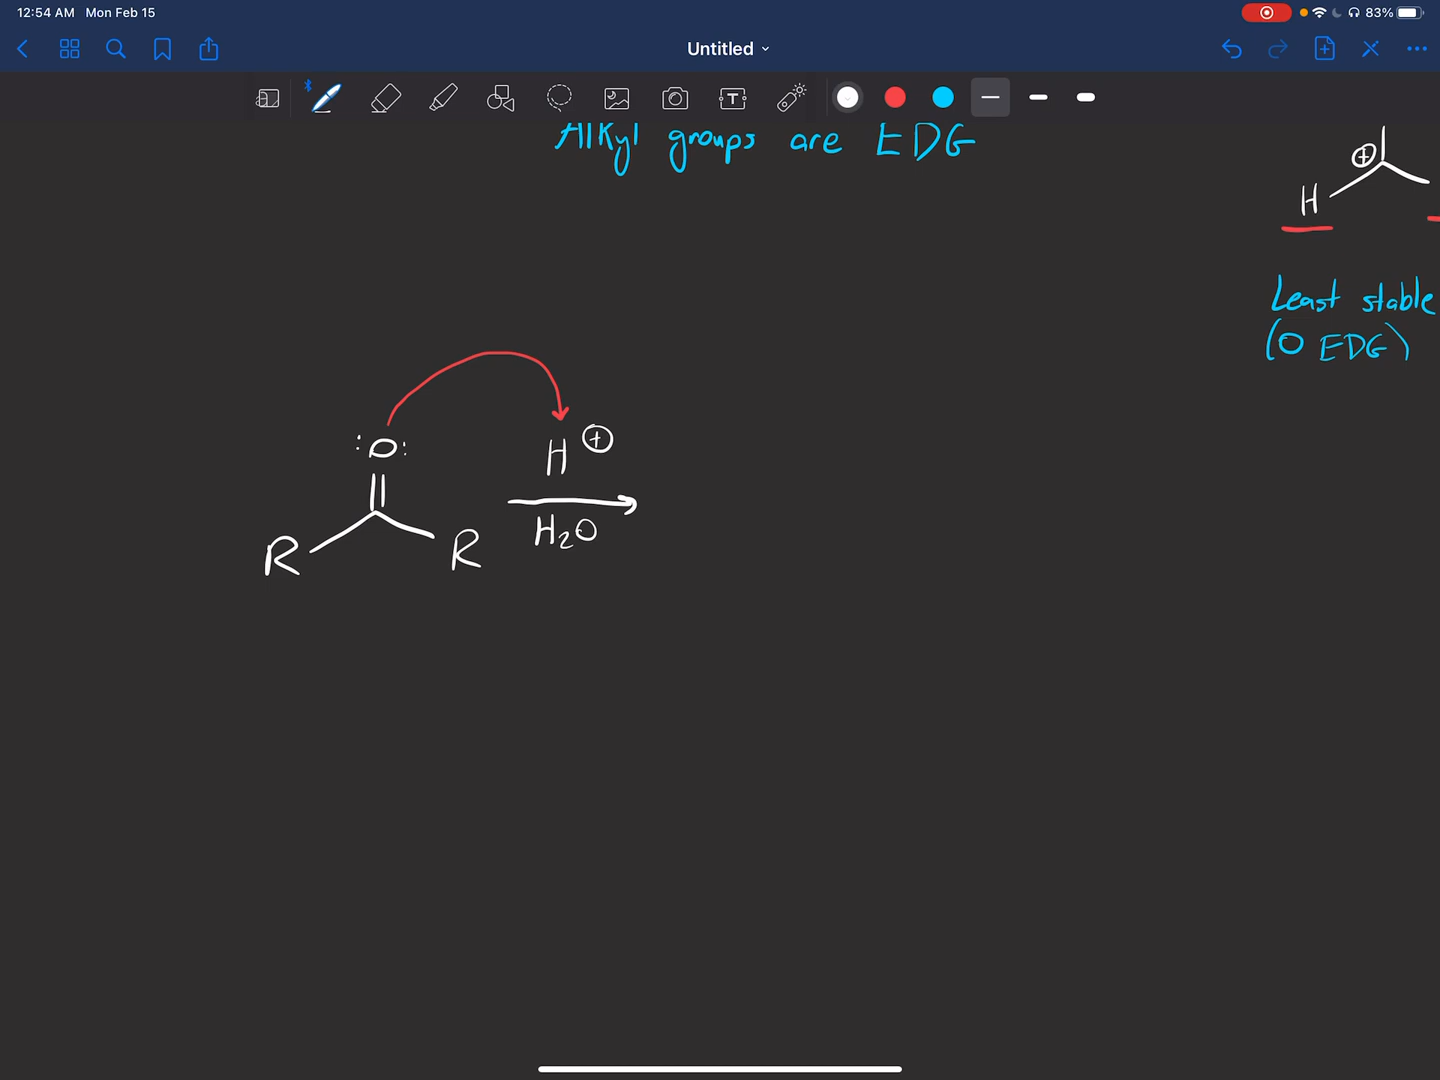 12:54 AM Mon Feb 15
83%
Untitled
T
Alkyl groups are EDG
⊕
H
Least stable
(0 EDG)
:O:
H ⊕
R
R
H₂O